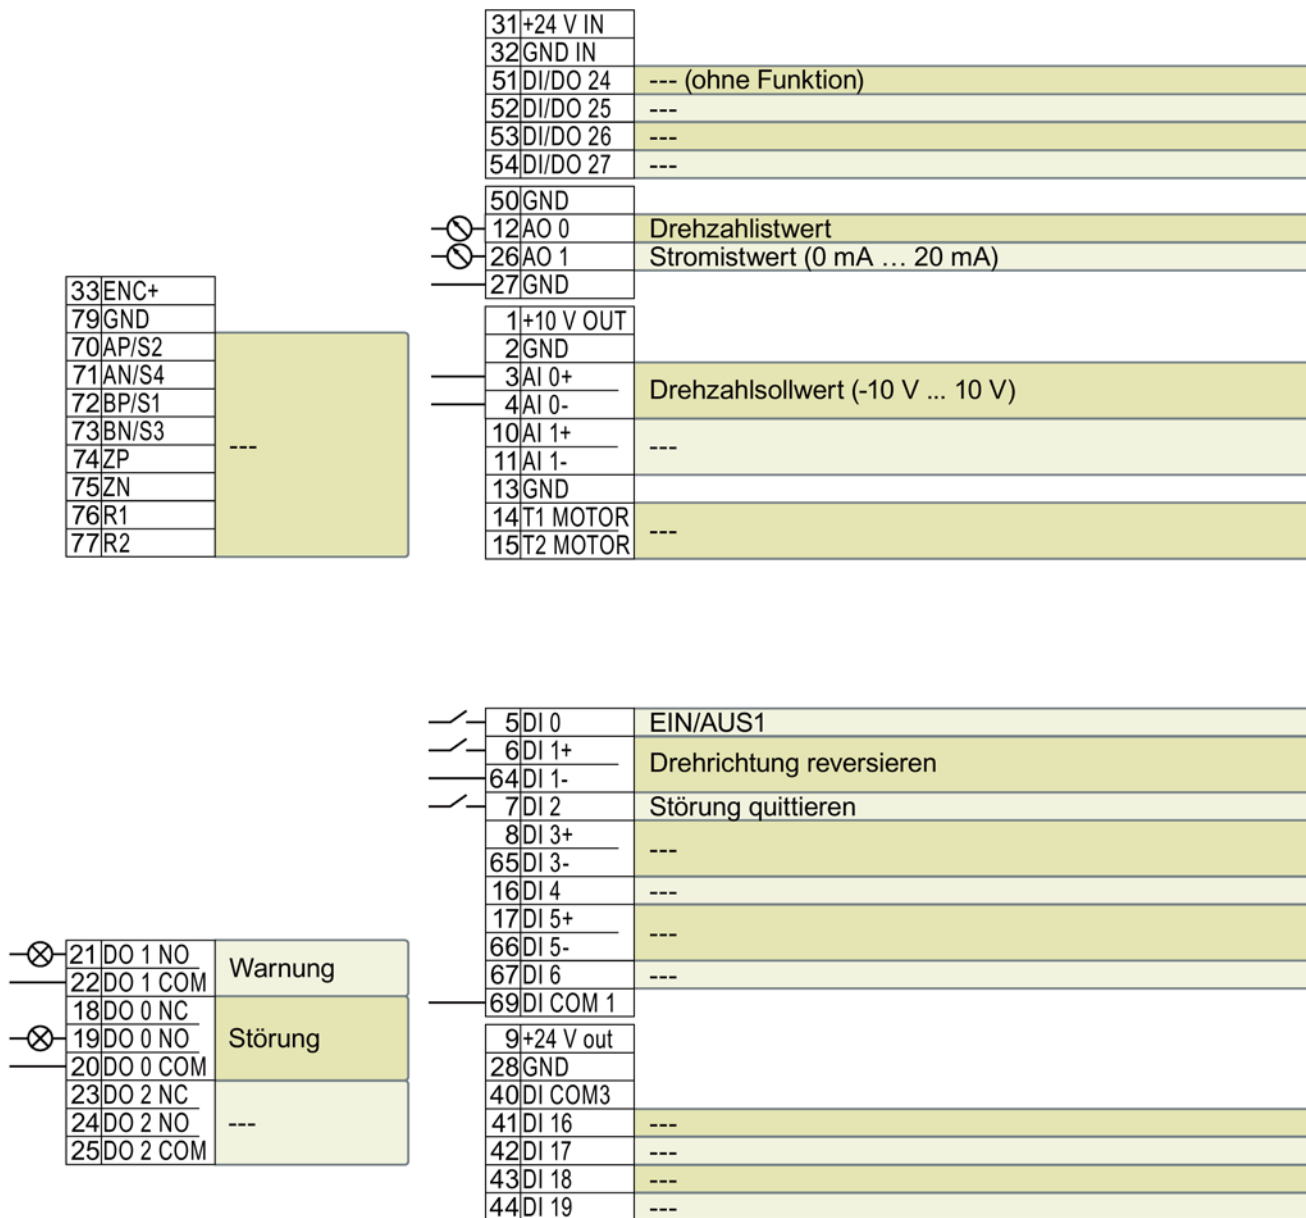 31 +24 V IN
32 GND IN
51 DI/DO 24 --- (ohne Funktion)
52 DI/DO 25 ---
53 DI/DO 26 ---
54 DI/DO 27 ---
50 GND
12 AO 0 Drehzahlistwert
26 AO 1 Stromistwert (0 mA … 20 mA)
27 GND
33 ENC+
79 GND
70 AP/S2
71 AN/S4
72 BP/S1
73 BN/S3
---
74 ZP
75 ZN
76 R1
77 R2
1 +10 V OUT
2 GND
3 AI 0+
Drehzahlsollwert (-10 V ... 10 V)
4 AI 0-
10 AI 1+
---
11 AI 1-
13 GND
14 T1 MOTOR
---
15 T2 MOTOR
5 DI 0 EIN/AUS1
6 DI 1+
Drehrichtung reversieren
64 DI 1-
7 DI 2 Störung quittieren
8 DI 3+
---
65 DI 3-
16 DI 4 ---
17 DI 5+
---
66 DI 5-
67 DI 6 ---
69 DI COM 1
21 DO 1 NO
Warnung
22 DO 1 COM
18 DO 0 NC
19 DO 0 NO Störung
20 DO 0 COM
23 DO 2 NC
24 DO 2 NO ---
25 DO 2 COM
9 +24 V out
28 GND
40 DI COM3
41 DI 16 ---
42 DI 17 ---
43 DI 18 ---
44 DI 19 ---